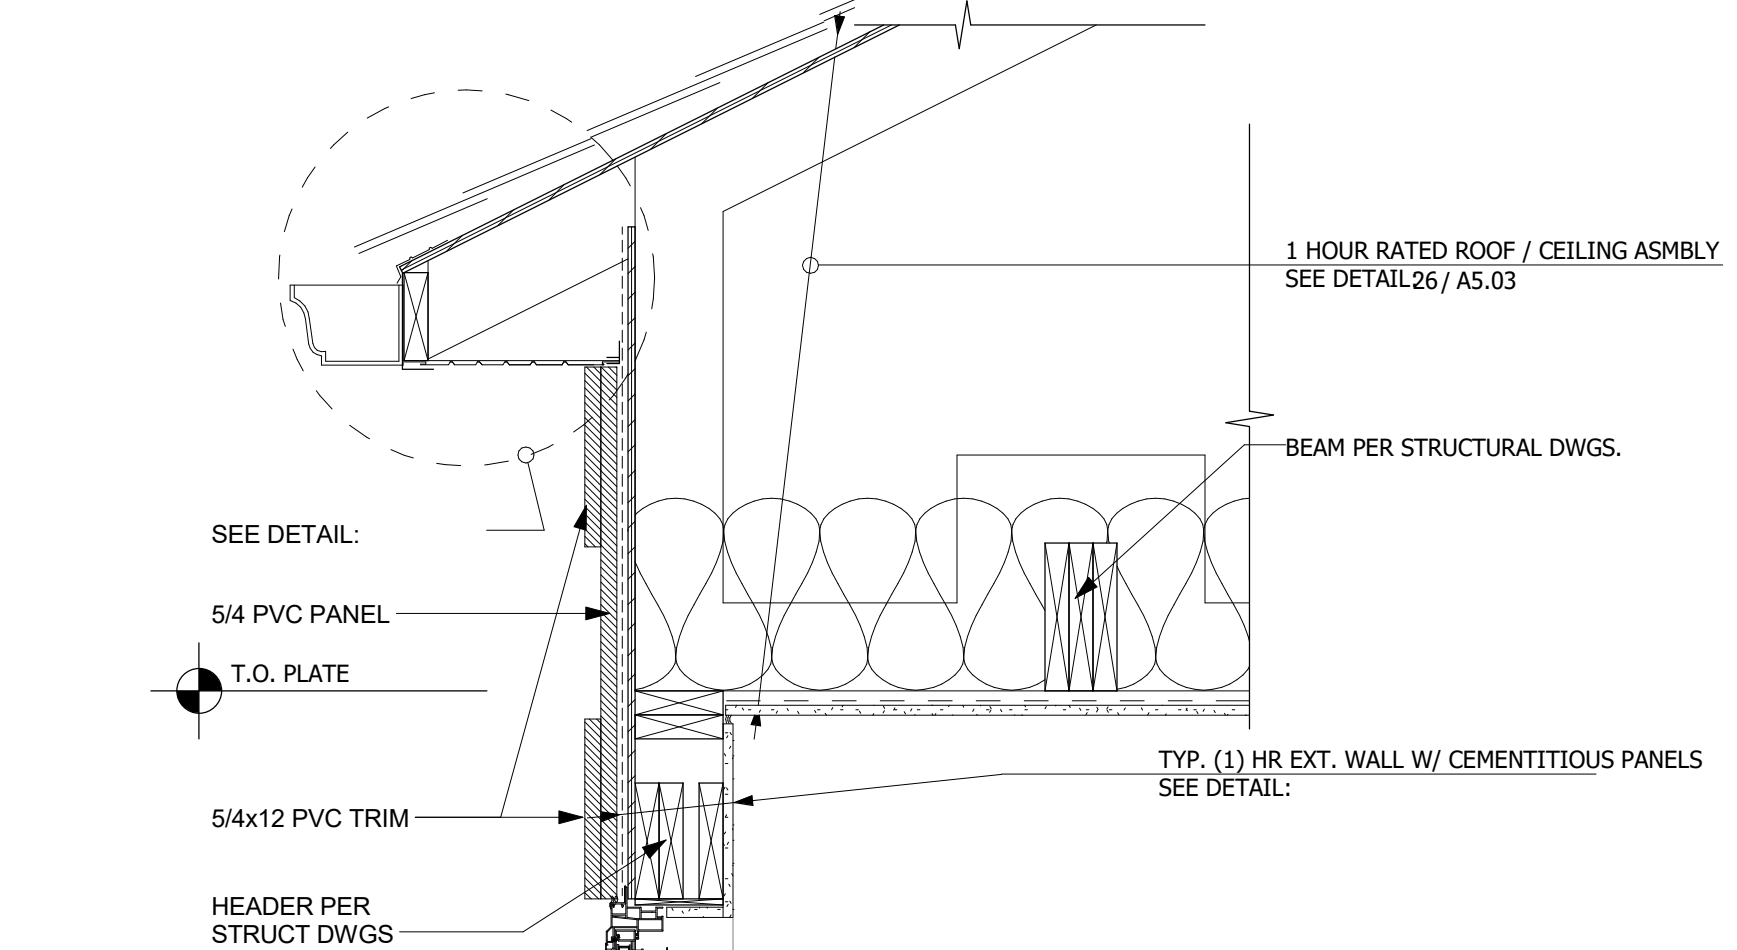 1 HOUR RATED ROOF / CEILING ASMBLY
SEE DETAIL: 26 / A5.03
BEAM PER STRUCTURAL DWGS.
SEE DETAIL:
5/4 PVC PANEL
T.O. PLATE
TYP. (1) HR EXT. WALL W/ CEMENTITIOUS PANELS
SEE DETAIL:
5/4x12 PVC TRIM
HEADER PER
STRUCT DWGS